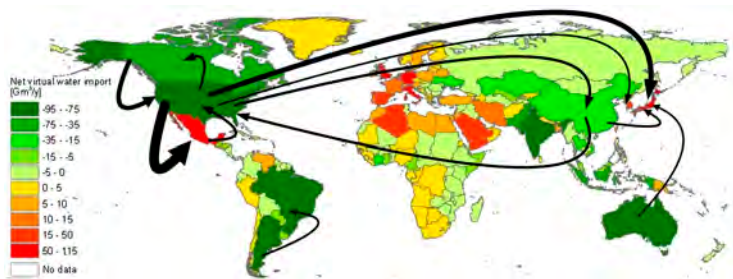 Net virtual water import
[Gm³/y]
-95 - -75
-75 - -35
-35 - -15
-15 - -5
-5 - 0
0 - 5
5 - 10
10 - 15
15 - 50
50 - 115
No data